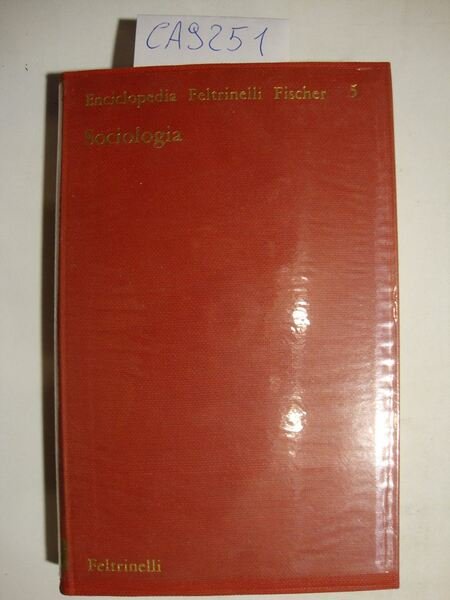 CA9251
Enciclopedia Feltrinelli Fischer 5
Sociologia
Feltrinelli